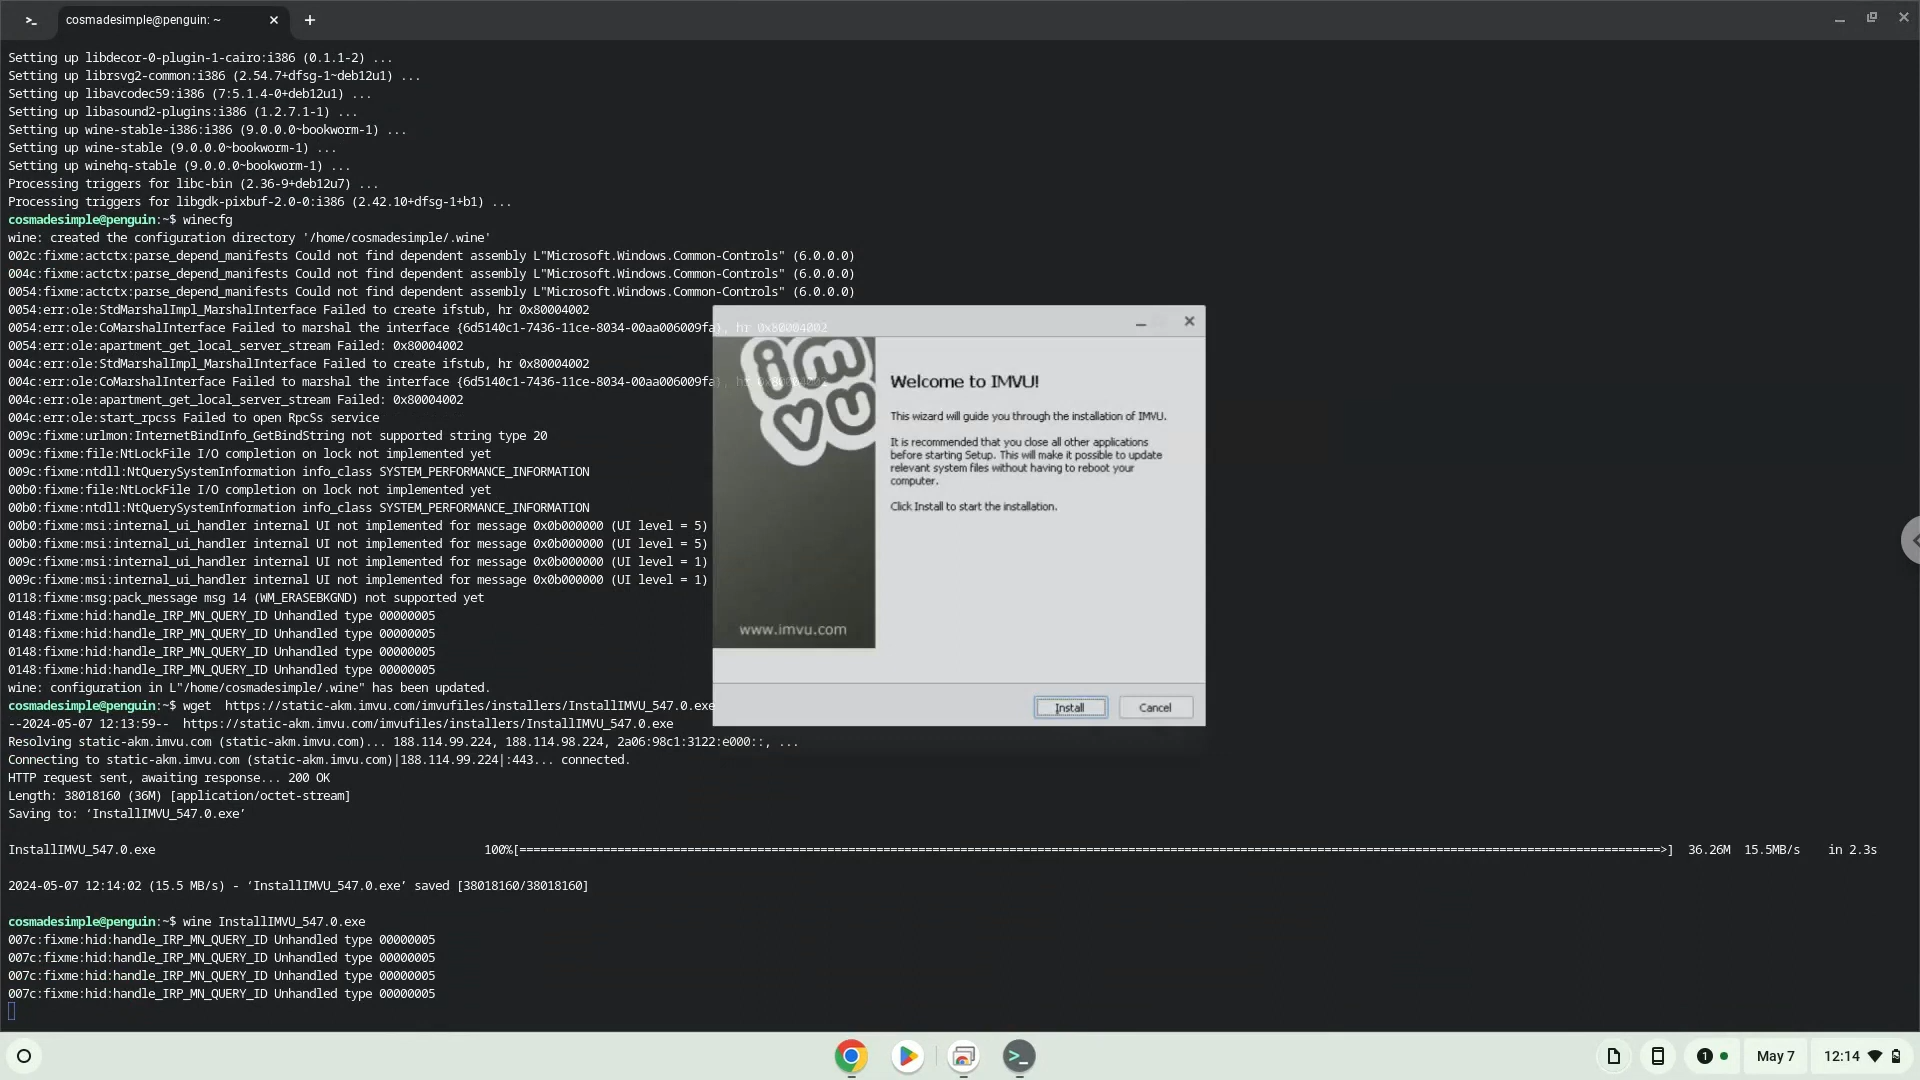 cosmadesimple@penguin: ~
Setting up libdecor-0-plugin-1-cairo:i386 (0.1.1-2) ...
Setting up librsvg2-common:i386 (2.54.7+dfsg-1~deb12u1) ...
Setting up libavcodec59:i386 (7:5.1.4-0+deb12u1) ...
Setting up libasound2-plugins:i386 (1.2.7.1-1) ...
Setting up wine-stable-i386:i386 (9.0.0.0~bookworm-1) ...
Setting up wine-stable (9.0.0.0~bookworm-1) ...
Setting up winehq-stable (9.0.0.0~bookworm-1) ...
Processing triggers for libc-bin (2.36-9+deb12u7) ...
Processing triggers for libgdk-pixbuf-2.0-0:i386 (2.42.10+dfsg-1+b1) ...
cosmadesimple@penguin:~$ winecfg
wine: created the configuration directory '/home/cosmadesimple/.wine'
002c:fixme:actctx:parse_depend_manifests Could not find dependent assembly L"Microsoft.Windows.Common-Controls" (6.0.0.0)
004c:fixme:actctx:parse_depend_manifests Could not find dependent assembly L"Microsoft.Windows.Common-Controls" (6.0.0.0)
0054:fixme:actctx:parse_depend_manifests Could not find dependent assembly L"Microsoft.Windows.Common-Controls" (6.0.0.0)
0054:err:ole:StdMarshalImpl_MarshalInterface Failed to create ifstub, hr 0x80004002
0054:err:ole:CoMarshalInterface Failed to marshal the interface {6d5140c1-7436-11ce-8034-00aa006009fa}, hr 0x80004002
0054:err:ole:apartment_get_local_server_stream Failed: 0x80004002
004c:err:ole:StdMarshalImpl_MarshalInterface Failed to create ifstub, hr 0x80004002
004c:err:ole:CoMarshalInterface Failed to marshal the interface {6d5140c1-7436-11ce-8034-00aa006009fa}, hr 0x80004002
004c:err:ole:apartment_get_local_server_stream Failed: 0x80004002
004c:err:ole:start_rpcss Failed to open RpcSs service
009c:fixme:urlmon:InternetBindInfo_GetBindString not supported string type 20
009c:fixme:file:NtLockFile I/O completion on lock not implemented yet
009c:fixme:ntdll:NtQuerySystemInformation info_class SYSTEM_PERFORMANCE_INFORMATION
00b0:fixme:file:NtLockFile I/O completion on lock not implemented yet
00b0:fixme:ntdll:NtQuerySystemInformation info_class SYSTEM_PERFORMANCE_INFORMATION
00b0:fixme:msi:internal_ui_handler internal UI not implemented for message 0x0b000000 (UI level = 5)
00b0:fixme:msi:internal_ui_handler internal UI not implemented for message 0x0b000000 (UI level = 5)
009c:fixme:msi:internal_ui_handler internal UI not implemented for message 0x0b000000 (UI level = 1)
009c:fixme:msi:internal_ui_handler internal UI not implemented for message 0x0b000000 (UI level = 1)
0118:fixme:msg:pack_message msg 14 (WM_ERASEBKGND) not supported yet
0148:fixme:hid:handle_IRP_MN_QUERY_ID Unhandled type 00000005
0148:fixme:hid:handle_IRP_MN_QUERY_ID Unhandled type 00000005
0148:fixme:hid:handle_IRP_MN_QUERY_ID Unhandled type 00000005
0148:fixme:hid:handle_IRP_MN_QUERY_ID Unhandled type 00000005
wine: configuration in L"/home/cosmadesimple/.wine" has been updated.
cosmadesimple@penguin:~$ wget  https://static-akm.imvu.com/imvufiles/installers/InstallIMVU_547.0.exe
--2024-05-07 12:13:59--  https://static-akm.imvu.com/imvufiles/installers/InstallIMVU_547.0.exe
Resolving static-akm.imvu.com (static-akm.imvu.com)... 188.114.99.224, 188.114.98.224, 2a06:98c1:3122:e000::, ...
Connecting to static-akm.imvu.com (static-akm.imvu.com)|188.114.99.224|:443... connected.
HTTP request sent, awaiting response... 200 OK
Length: 38018160 (36M) [application/octet-stream]
Saving to: ‘InstallIMVU_547.0.exe’
InstallIMVU_547.0.exe 100%[=====================>] 36.26M 15.5MB/s in 2.3s
2024-05-07 12:14:02 (15.5 MB/s) - ‘InstallIMVU_547.0.exe’ saved [38018160/38018160]
cosmadesimple@penguin:~$ wine InstallIMVU_547.0.exe
007c:fixme:hid:handle_IRP_MN_QUERY_ID Unhandled type 00000005
007c:fixme:hid:handle_IRP_MN_QUERY_ID Unhandled type 00000005
007c:fixme:hid:handle_IRP_MN_QUERY_ID Unhandled type 00000005
007c:fixme:hid:handle_IRP_MN_QUERY_ID Unhandled type 00000005
imvu
www.imvu.com
Welcome to IMVU!
This wizard will guide you through the installation of IMVU.
It is recommended that you close all other applications
before starting Setup. This will make it possible to update
relevant system files without having to reboot your
computer.
Click Install to start the installation.
Install
Cancel
1
May 7
12:14